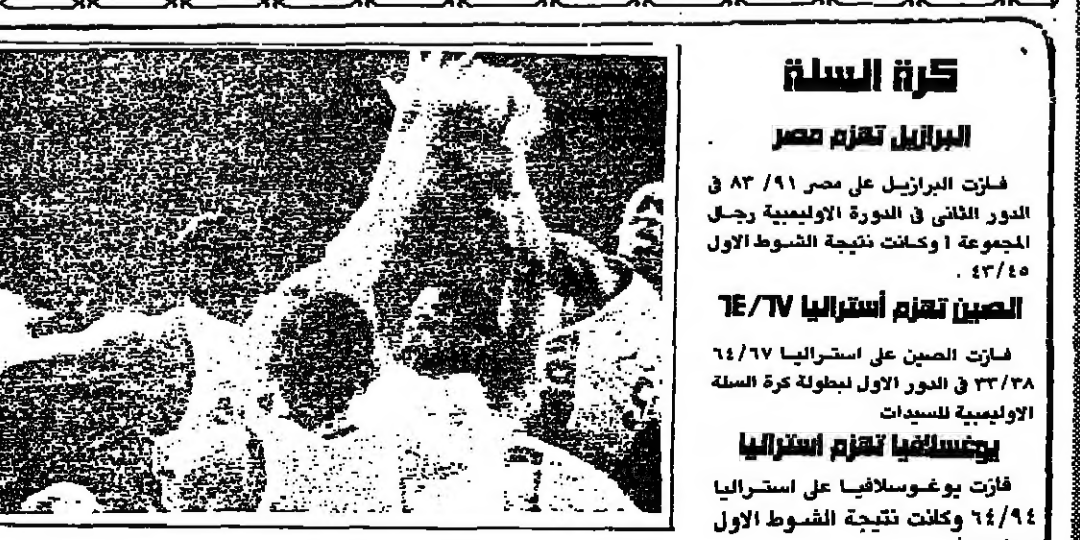 كرة السلة
البرازيل تهزم مصر
فازت البرازيل على مصر ٩١/ ٨٣ في
الدور الثانى في الدورة الاوليمبية رجال
المجموعة ا وكانت نتيجة الشوط الاول
٤٣/٤٥ .
الصين تهزم أستراليا ٦٤/٦٧
فازت الصين على استراليا ٦٤/٦٧
٣٣/٣٨ في الدور الاول لبطولة كرة السلة
الاوليمبية للسيدات
يوغسلافيا تهزم استراليا
فازت يوغوسلافيا على استراليا
٦٤/٩٤ وكانت نتيجة الشوط الاول